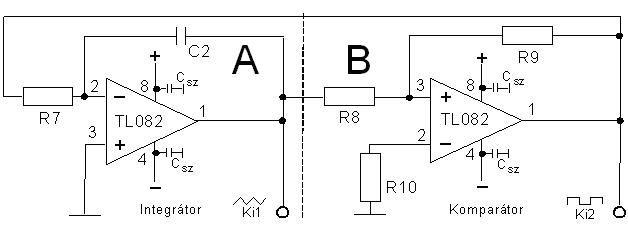 C2
A
B
R9
+
8
Csz
+
8
Csz
R7
2
−
TL082
1
R8
3
+
TL082
1
3
+
4
Csz
2
−
4
Csz
−
R10
−
Integrátor
Ki1
Komparátor
Ki2